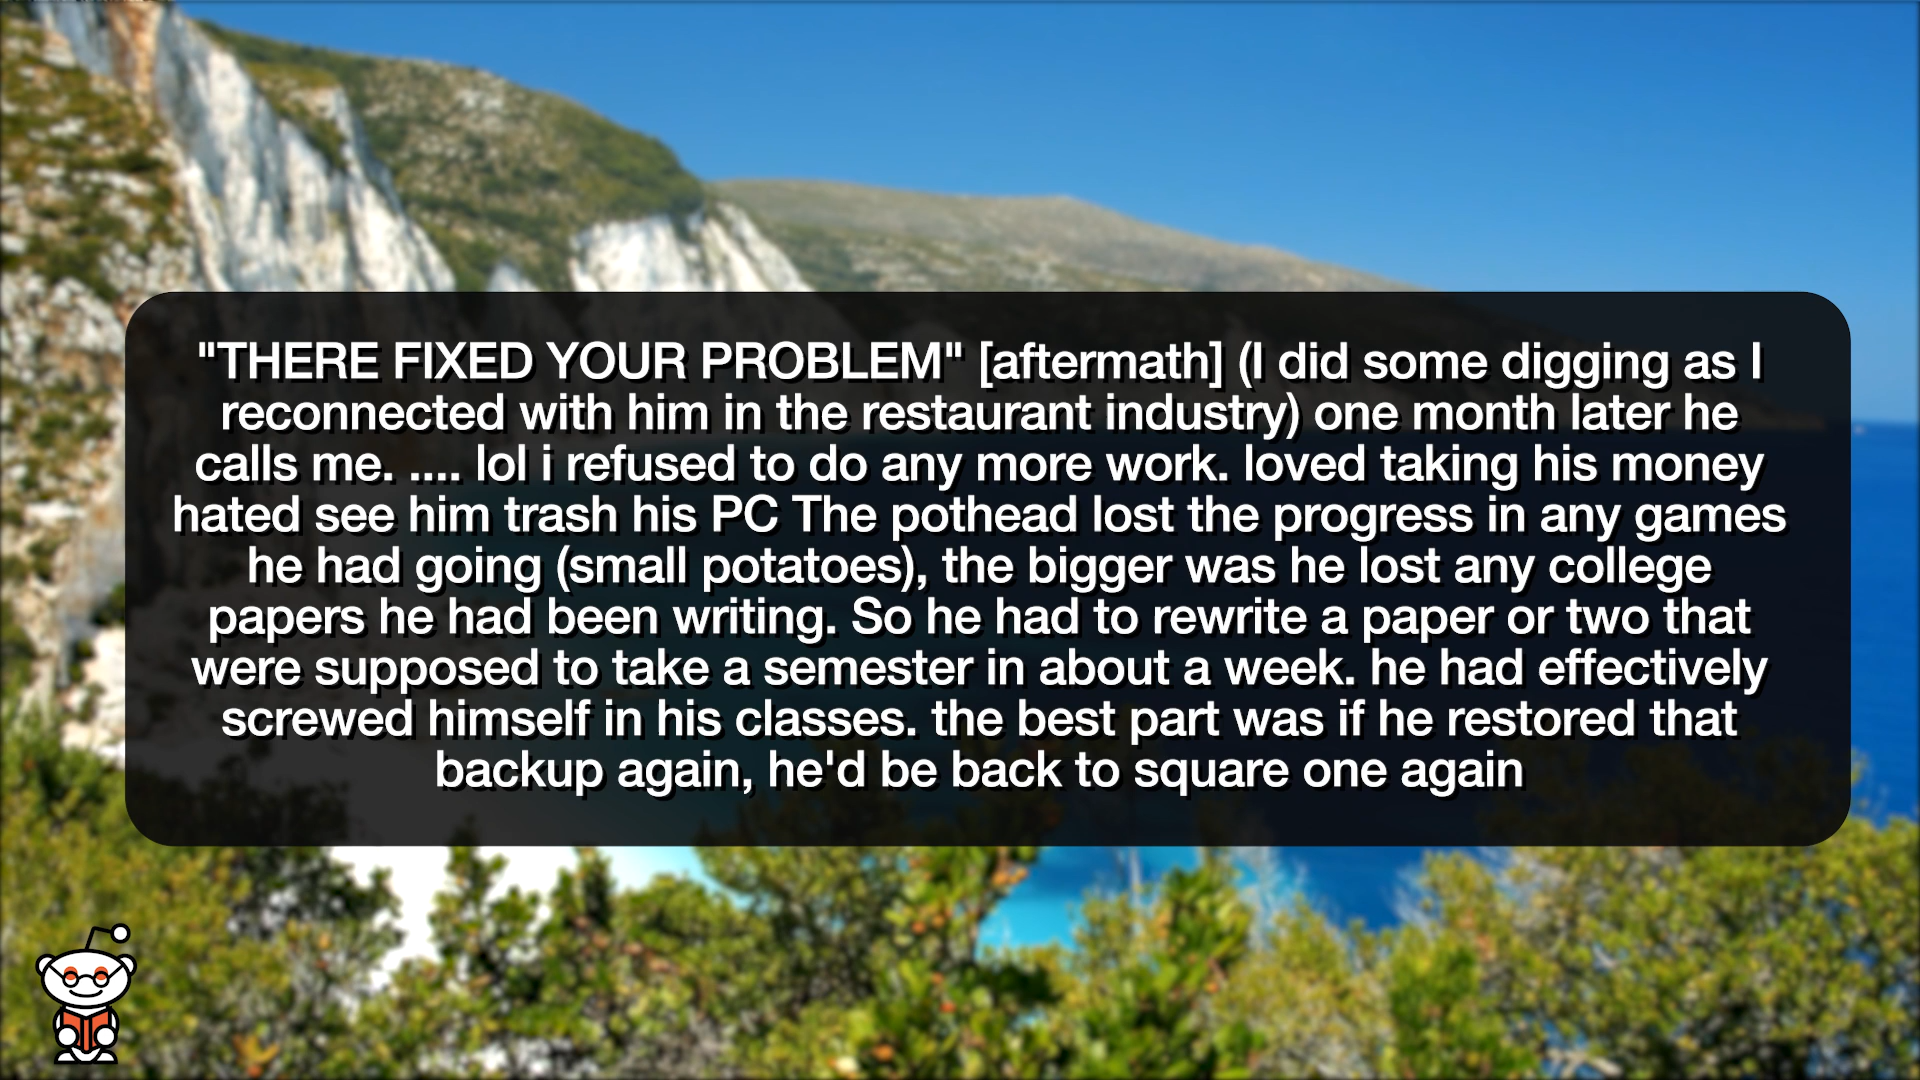 "THERE FIXED YOUR PROBLEM" [aftermath] (I did some digging as I
reconnected with him in the restaurant industry) one month later he
calls me. .... lol i refused to do any more work. loved taking his money
hated see him trash his PC The pothead lost the progress in any games
he had going (small potatoes), the bigger was he lost any college
papers he had been writing. So he had to rewrite a paper or two that
were supposed to take a semester in about a week. he had effectively
screwed himself in his classes. the best part was if he restored that
backup again, he'd be back to square one again